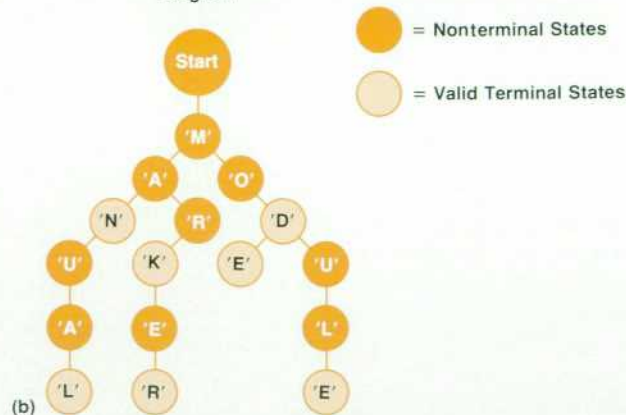 = Nonterminal States
Start
= Valid Terminal States
'M'
'A' 'O'
'N' 'R' 'D'
'U' 'K' 'E' 'U'
'A' 'E' 'L'
(b) 'L' 'R' 'E'